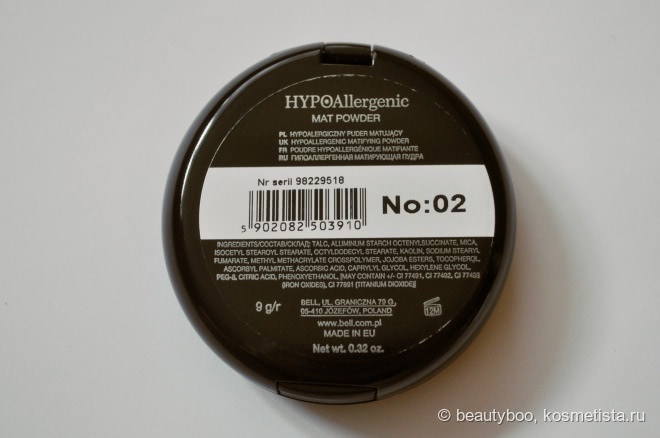 HYPOAllergenic
MAT POWDER
PL HYPOALERGICZNY PUDER MATUJĄCY
UK HYPOALLERGENIC MATIFYING POWDER
FR POUDRE HYPOALLERGÉNIQUE MATIFIANTE
RU ГИПОАЛЛЕРГЕННАЯ МАТИРУЮЩАЯ ПУДРА
Nr serii 98229518
5 902082 503910
No:02
INGREDIENTS/СОСТАВ/СКЛАД: TALC, ALUMINUM STARCH OCTENYLSUCCINATE, MICA,
ISOCETYL STEAROYL STEARATE, OCTYLDODECYL STEARATE, KAOLIN, SODIUM STEARYL
FUMARATE, METHYL METHACRYLATE CROSSPOLYMER, JOJOBA ESTERS, TOCOPHEROL,
ASCORBYL PALMITATE, ASCORBIC ACID, CAPRYLYL GLYCOL, HEXYLENE GLYCOL,
PEG-8, CITRIC ACID, PHENOXYETHANOL, [MAY CONTAIN +/- CI 77491, CI 77492, CI 77499
(IRON OXIDES), CI 77891 (TITANIUM DIOXIDE)]
9 g/r
BELL, UL. GRANICZNA 79 G,
05-410 JÓZEFÓW, POLAND
www.bell.com.pl
MADE IN EU
12M
Net wt. 0.32 oz.
© beautyboo, kosmetista.ru